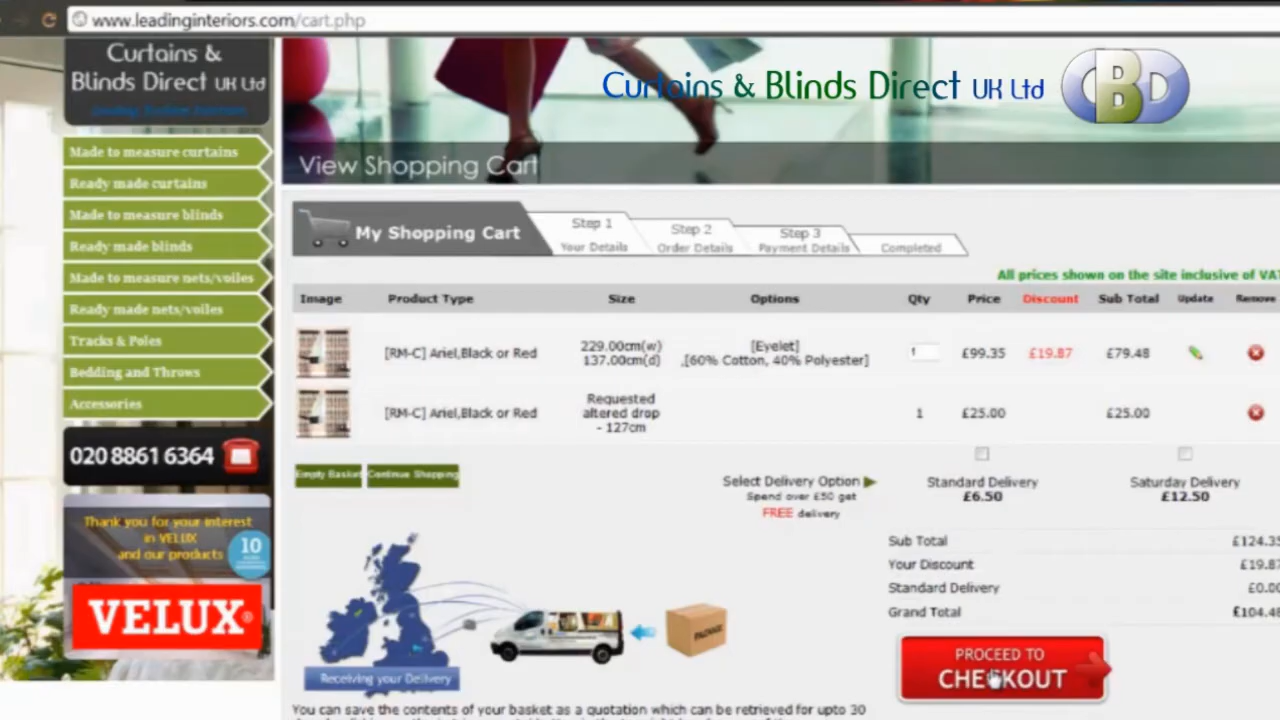 www.leadinginteriors.com/cart.php
Curtains &
Blinds Direct UK Ltd
Curtains & Blinds Direct UK Ltd
CBD
View Shopping Cart
Made to measure curtains
Ready made curtains
Made to measure blinds
Ready made blinds
Made to measure nets/voiles
Ready made nets/voiles
Tracks & Poles
Bedding and Throws
Accessories
020 8861 6364
Thank you for your interest
in VELUX
and our products
10
VELUX®
My Shopping Cart
Step 1
Your Details
Step 2
Order Details
Step 3
Payment Details
Completed
All prices shown on the site inclusive of VAT
Image Product Type Size Options Qty Price Discount Sub Total Update Remove
[RM-C] Ariel,Black or Red 229.00cm(w) [Eyelet] 1 £99.35 £19.87 £79.48
137.00cm(d) ,[60% Cotton, 40% Polyester]
[RM-C] Ariel,Black or Red Requested 1 £25.00 £25.00
altered drop
- 127cm
Empty Basket Continue Shopping
Select Delivery Option
Spend over £50 get
FREE delivery
Standard Delivery
£6.50
Saturday Delivery
£12.50
Sub Total £124.35
Your Discount £19.87
Standard Delivery £0.00
Grand Total £104.48
PROCEED TO
CHECKOUT
PACKAGE
Receiving your Delivery
You can save the contents of your basket as a quotation which can be retrieved for upto 30